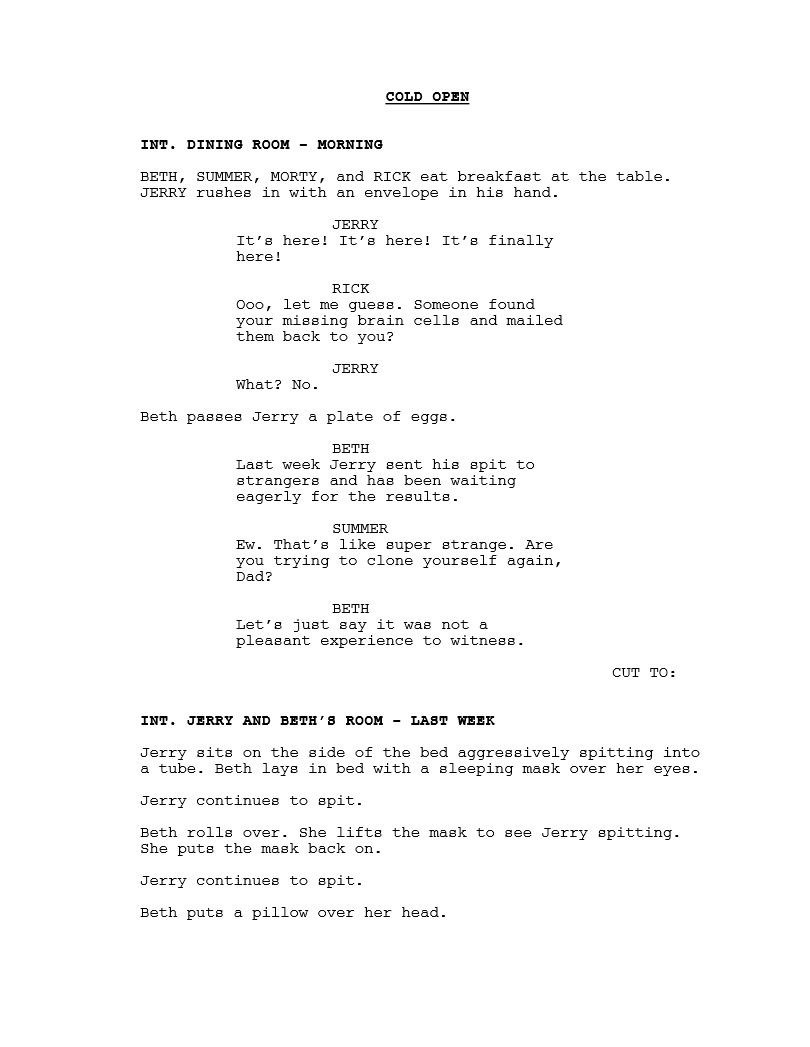 COLD OPEN
INT. DINING ROOM – MORNING
BETH, SUMMER, MORTY, and RICK eat breakfast at the table.
JERRY rushes in with an envelope in his hand.
JERRY
It’s here! It’s here! It’s finally
here!
RICK
Ooo, let me guess. Someone found
your missing brain cells and mailed
them back to you?
JERRY
What? No.
Beth passes Jerry a plate of eggs.
BETH
Last week Jerry sent his spit to
strangers and has been waiting
eagerly for the results.
SUMMER
Ew. That’s like super strange. Are
you trying to clone yourself again,
Dad?
BETH
Let’s just say it was not a
pleasant experience to witness.
CUT TO:
INT. JERRY AND BETH’S ROOM – LAST WEEK
Jerry sits on the side of the bed aggressively spitting into
a tube. Beth lays in bed with a sleeping mask over her eyes.
Jerry continues to spit.
Beth rolls over. She lifts the mask to see Jerry spitting.
She puts the mask back on.
Jerry continues to spit.
Beth puts a pillow over her head.